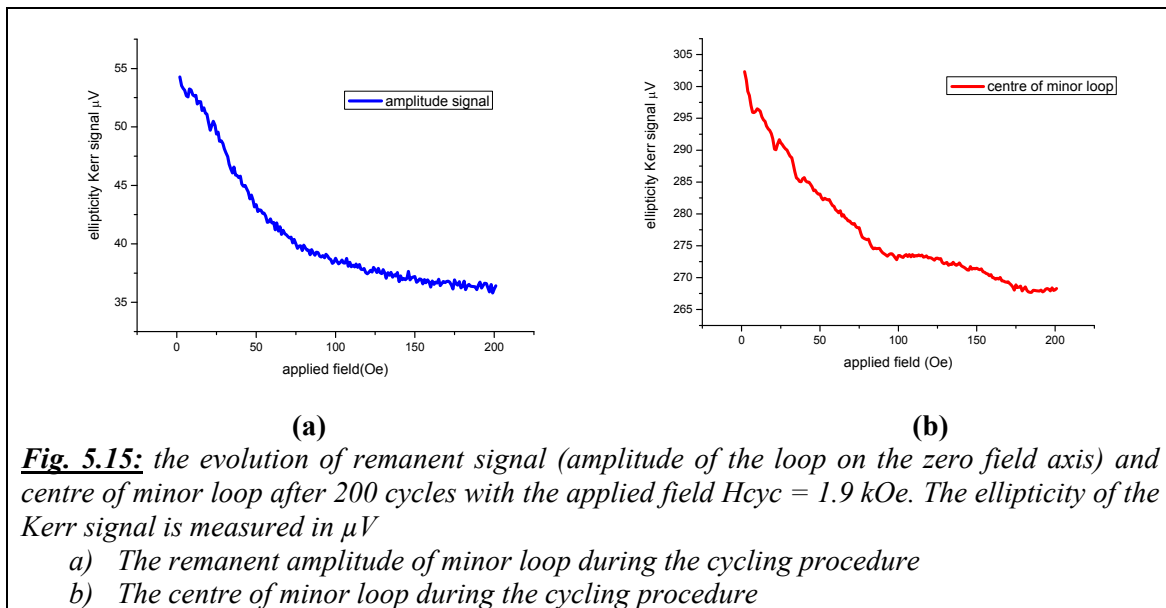 55
50
45
40
35
ellipticity Kerr signal µV
amplitude signal
0 50 100 150 200
applied field(Oe)
(a)
305
300
295
290
285
280
275
270
265
ellipticity Kerr signal µV
centre of minor loop
0 50 100 150 200
applied field (Oe)
(b)
Fig. 5.15: the evolution of remanent signal (amplitude of the loop on the zero field axis) and
centre of minor loop after 200 cycles with the applied field Hcyc = 1.9 kOe. The ellipticity of the
Kerr signal is measured in µV
a) The remanent amplitude of minor loop during the cycling procedure
b) The centre of minor loop during the cycling procedure